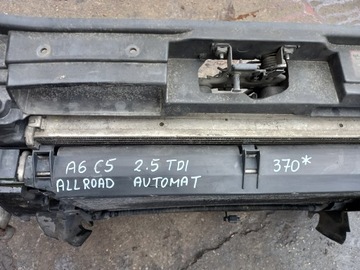 A6 C5 2.5 TDI 370*
ALLROAD AUTOMAT